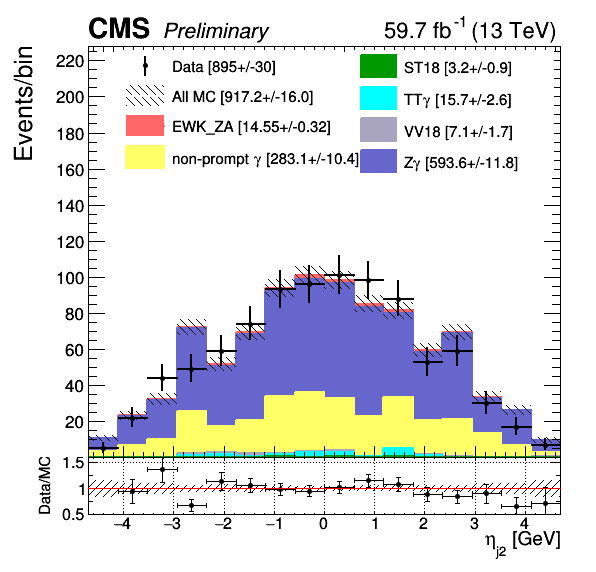 CMS Preliminary 59.7 fb⁻¹ (13 TeV)
Events/bin
Data [895+/-30]
All MC [917.2+/-16.0]
EWK_ZA [14.55+/-0.32]
non-prompt γ [283.1+/-10.4]
ST18 [3.2+/-0.9]
TTγ [15.7+/-2.6]
VV18 [7.1+/-1.7]
Zγ [593.6+/-11.8]
220
200
180
160
140
120
100
80
60
40
20
Data/MC
1.5
1
0.5
−4 −3 −2 −1 0 1 2 3 4
η_j2 [GeV]